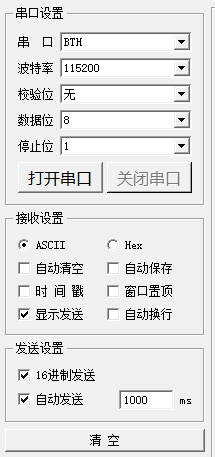 串口设置
串 口 BTH
波特率 115200
校验位 无
数据位 8
停止位 1
打开串口 关闭串口
接收设置
ASCII Hex
自动清空 自动保存
时 间 戳 窗口置顶
显示发送 自动换行
发送设置
16进制发送
自动发送 1000 ms
清 空